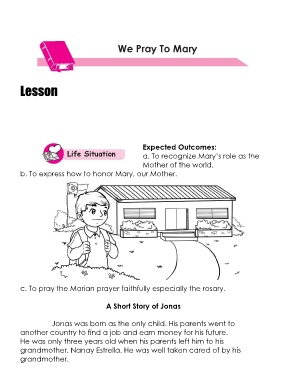 We Pray To Mary
Lesson
Life Situation
Expected Outcomes:
a. To recognize Mary's role as the
Mother of the world.
b. To express how to honor Mary, our Mother.
c. To pray the Marian prayer faithfully especially the rosary.
A Short Story of Jonas
Jonas was born as the only child. His parents went to
another country to find a job and earn money for his future.
He was only three years old when his parents left him to his
grandmother, Nanay Estrella. He was well taken cared of by his
grandmother.